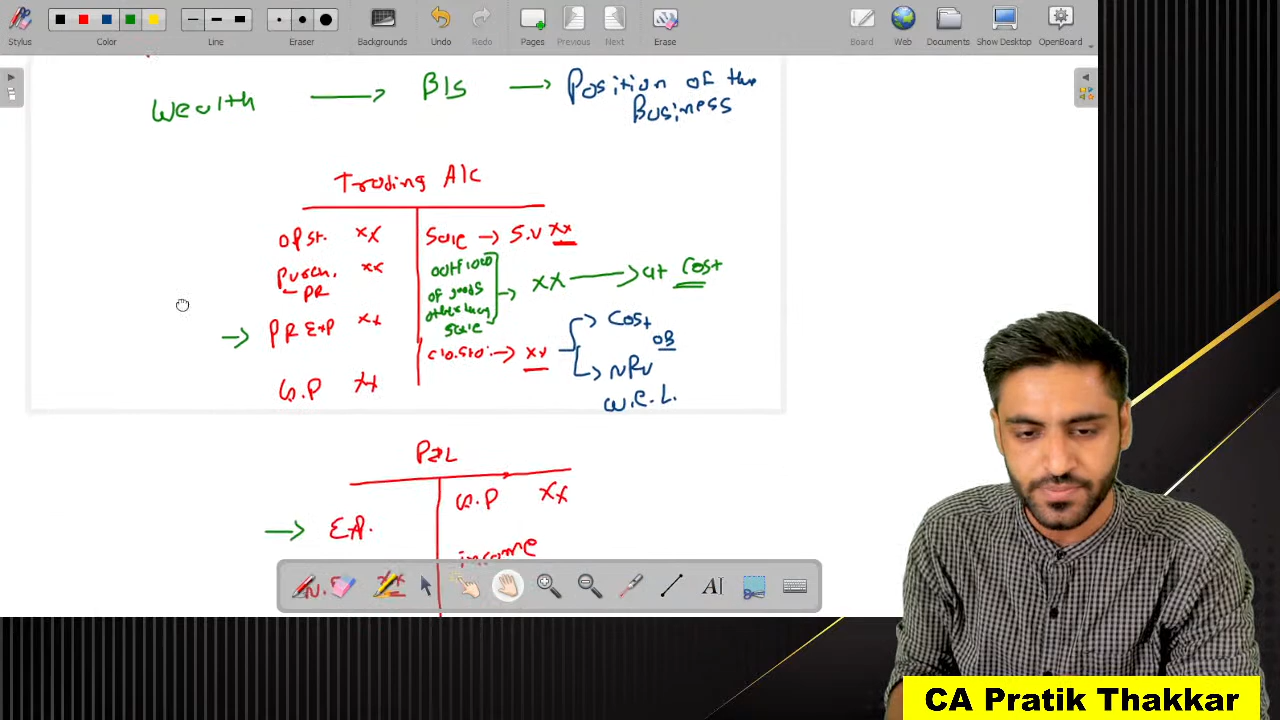 Stylus
Color
Line
Eraser
Backgrounds
Undo
Redo
Pages
Previous
Next
Erase
Board
Web
Documents
Show Desktop
OpenBoard
Wealth → B/S → Position of the
Business
Trading A/C
OP St. xx
Sale → S.V xx
Purch. xx
PR
outflow
of goods
other than
sale
→ xx → at cost
PR Exp xx
Clo. Sto. → xx
Cost
OR
NRV
W.E.L.
G.P xx
P&L
G.P xx
EXP.
income
CA Pratik Thakkar